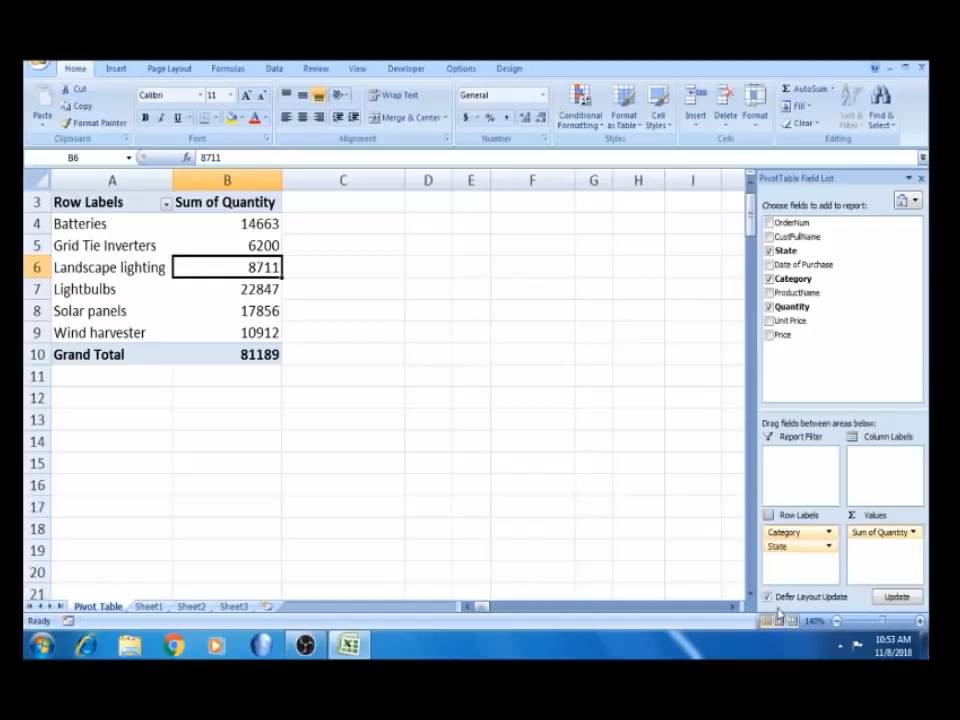 Home Insert Page Layout Formulas Data Review View Developer Options Design
Cut
Copy
Format Painter
Paste
Clipboard
Calibri 11
B I U
Font
Wrap Text
Merge & Center
Alignment
General
$ % ,
Number
Conditional Formatting
Format as Table
Cell Styles
Styles
Insert Delete Format
Cells
Σ AutoSum
Fill
Clear
Sort & Filter
Find & Select
Editing
B6 fx 8711
A B C D E F G H I
3 Row Labels Sum of Quantity
4 Batteries 14663
5 Grid Tie Inverters 6200
6 Landscape lighting 8711
7 Lightbulbs 22847
8 Solar panels 17856
9 Wind harvester 10912
10 Grand Total 81189
11
12
13
14
15
16
17
18
19
20
21
PivotTable Field List
Choose fields to add to report:
OrderNum
CustFullName
State
Date of Purchase
Category
ProductName
Quantity
Unit Price
Price
Drag fields between areas below:
Report Filter Column Labels
Row Labels Σ Values
Category Sum of Quantity
State
Defer Layout Update Update
Pivot Table Sheet1 Sheet2 Sheet3
Ready 140%
10:53 AM
11/8/2018